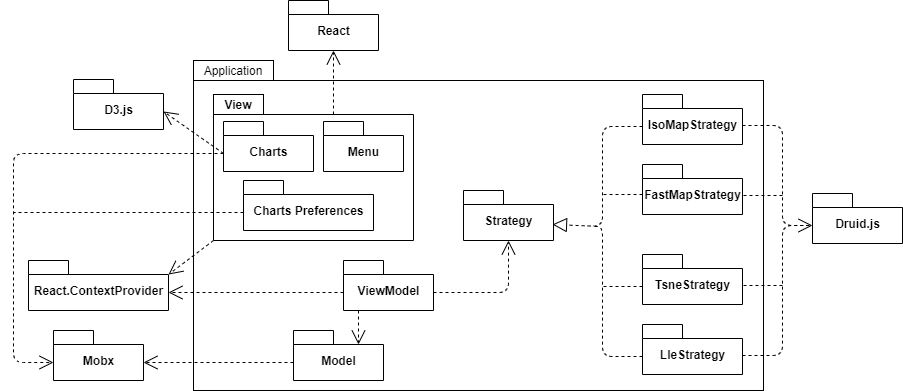 React
Application
D3.js
View
IsoMapStrategy
Charts
Menu
FastMapStrategy
Charts Preferences
Strategy
Druid.js
React.ContextProvider
ViewModel
TsneStrategy
Mobx
Model
LleStrategy